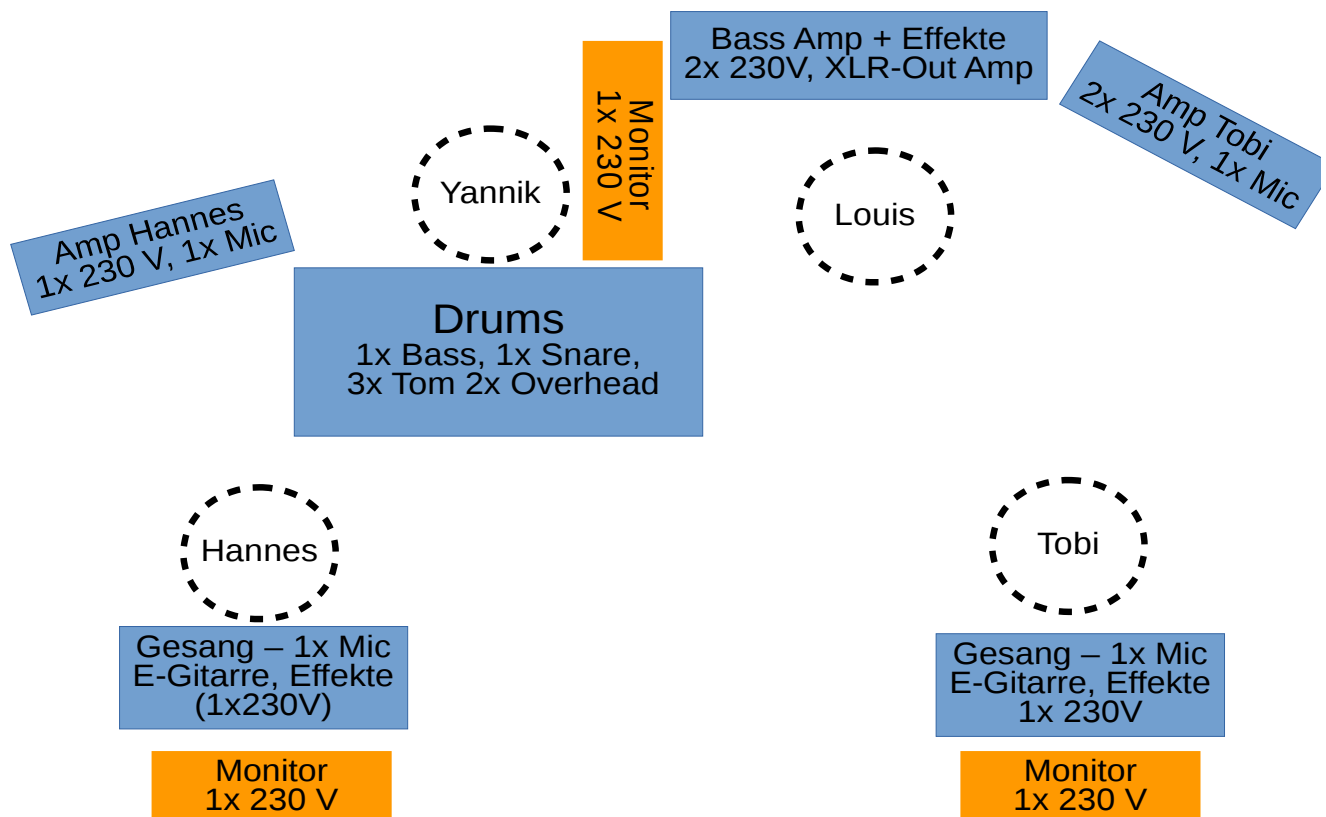 Bass Amp + Effekte
2x 230V, XLR-Out Amp
Monitor
1x 230 V
Amp Tobi
2x 230 V, 1x Mic
Yannik
Louis
Amp Hannes
1x 230 V, 1x Mic
Drums
1x Bass, 1x Snare,
3x Tom 2x Overhead
Hannes
Tobi
Gesang – 1x Mic
E-Gitarre, Effekte
(1x230V)
Gesang – 1x Mic
E-Gitarre, Effekte
1x 230V
Monitor
1x 230 V
Monitor
1x 230 V